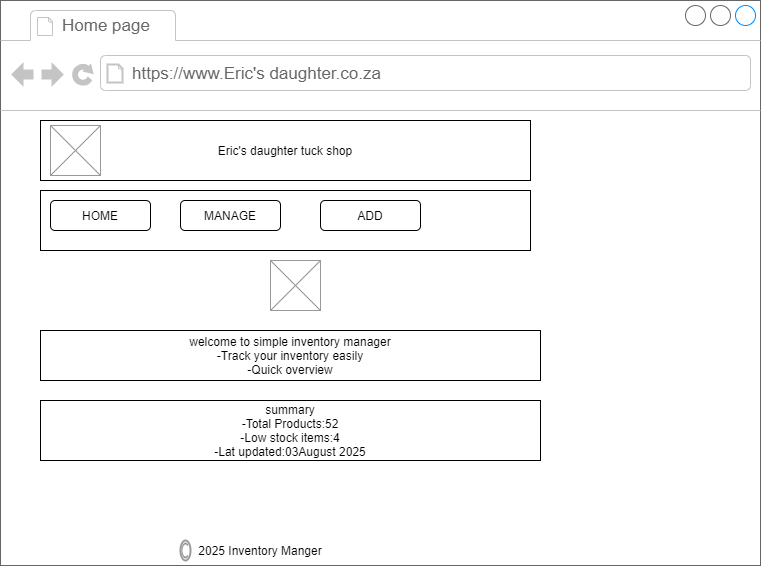 Home page
https://www.Eric's daughter.co.za
Eric's daughter tuck shop
HOME
MANAGE
ADD
welcome to simple inventory manager
-Track your inventory easily
-Quick overview
summary
-Total Products:52
-Low stock items:4
-Lat updated:03August 2025
© 2025 Inventory Manger